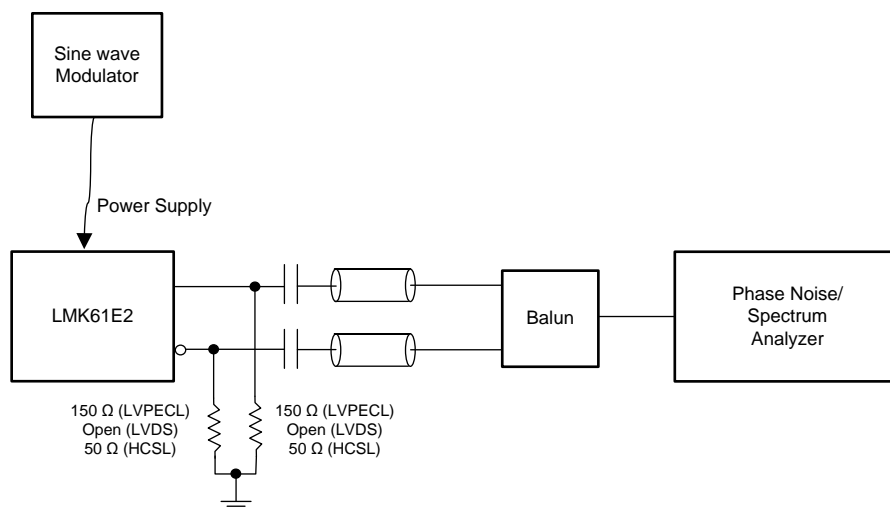 Sine wave
Modulator
Power Supply
LMK61E2
Balun
Phase Noise/
Spectrum
Analyzer
150 Ω (LVPECL)
Open (LVDS)
50 Ω (HCSL)
150 Ω (LVPECL)
Open (LVDS)
50 Ω (HCSL)